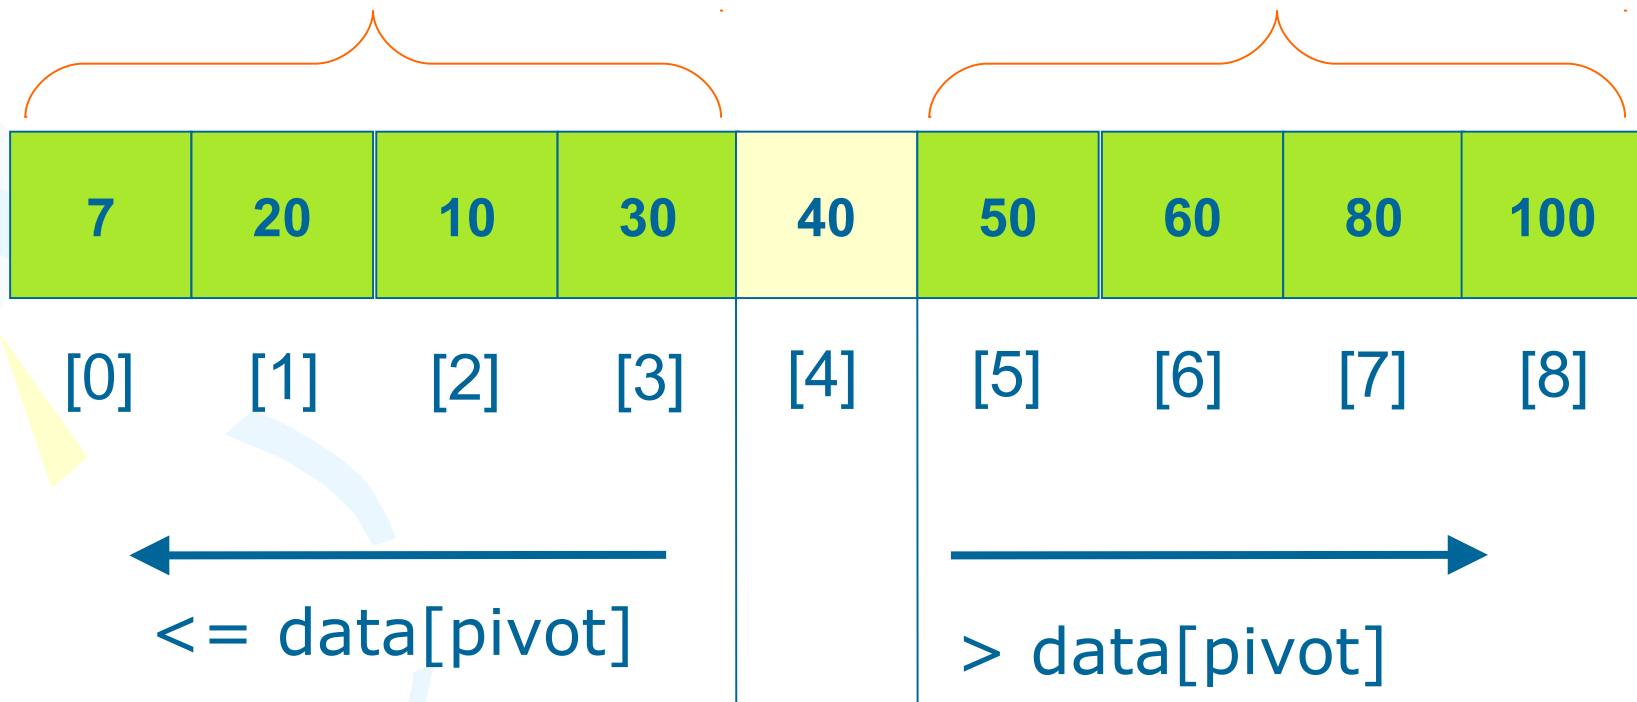 7 20 10 30 40 50 60 80 100
[0] [1] [2] [3] [4] [5] [6] [7] [8]
<= data[pivot] > data[pivot]